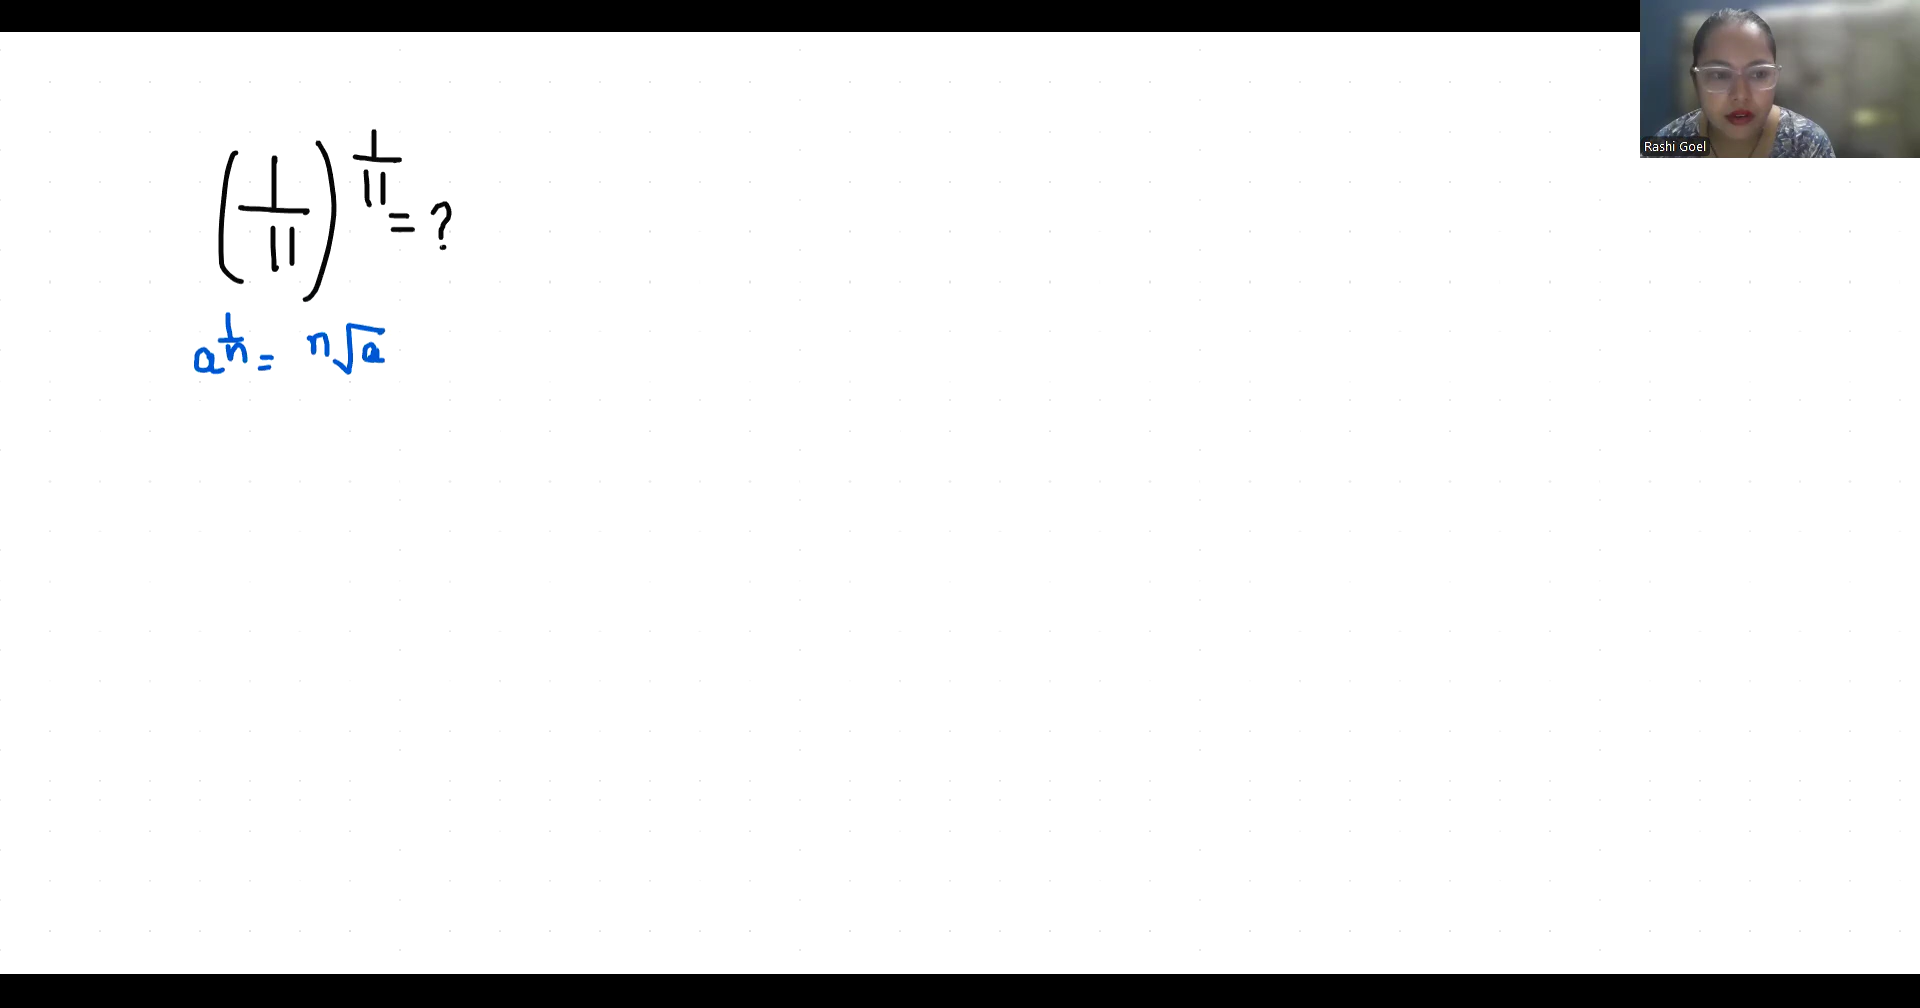 (1/11)^(1/11) = ?
a^(1/n) = n√a
Rashi Goel